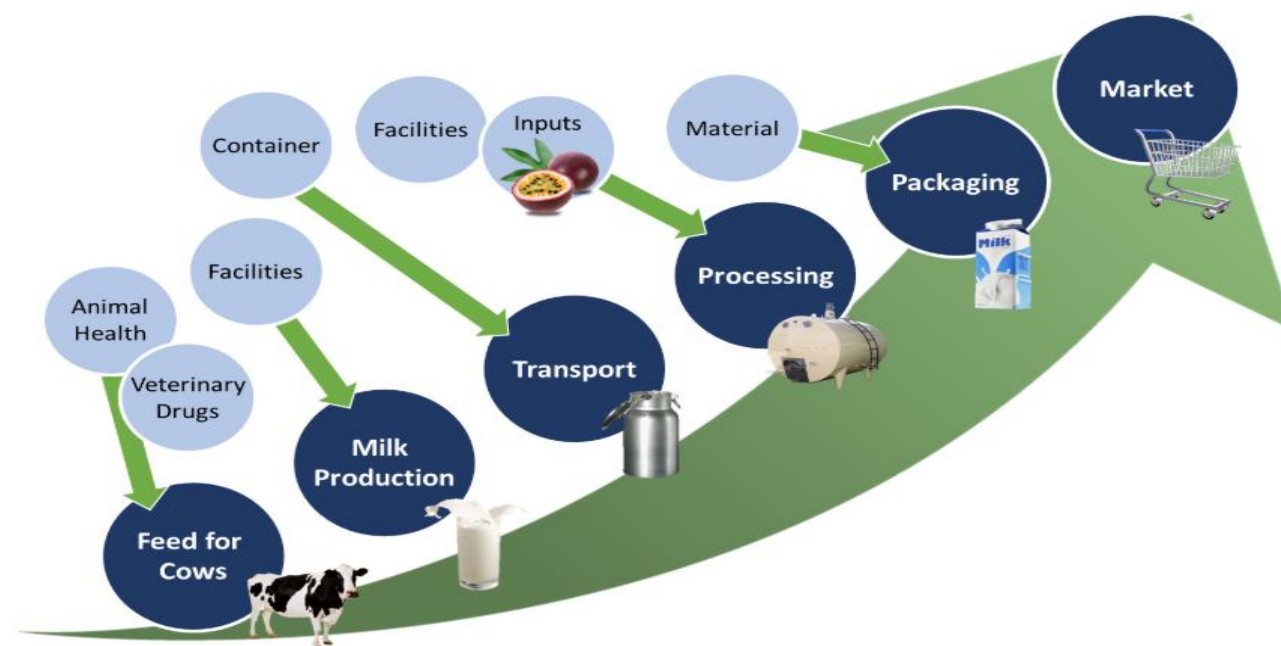 Market
Material
Facilities
Inputs
Container
Packaging
Milk
Processing
Facilities
Animal
Health
Transport
Veterinary
Drugs
Milk
Production
Feed for
Cows